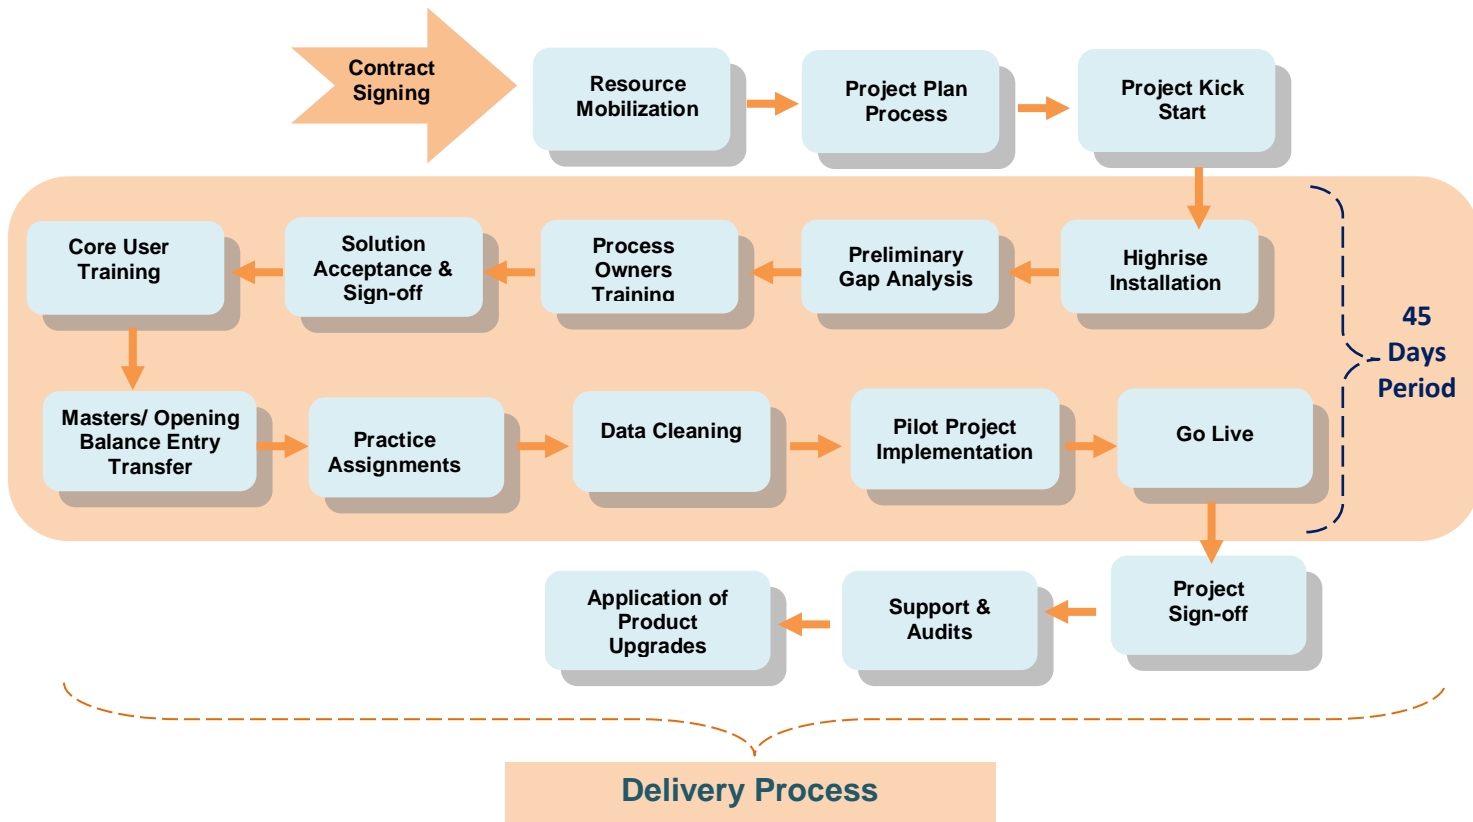 Contract
Signing
Resource
Mobilization
Project Plan
Process
Project Kick
Start
Core User
Training
Solution
Acceptance &
Sign-off
Process
Owners
Training
Preliminary
Gap Analysis
Highrise
Installation
45
Days
Period
Masters/ Opening
Balance Entry
Transfer
Practice
Assignments
Data Cleaning
Pilot Project
Implementation
Go Live
Application of
Product
Upgrades
Support &
Audits
Project
Sign-off
Delivery Process